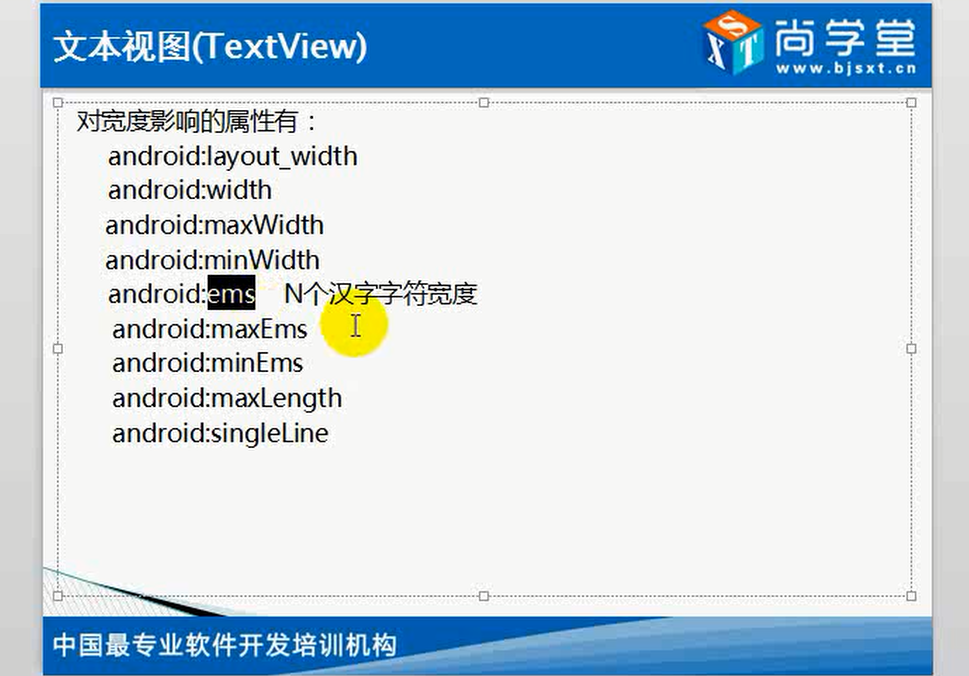 文本视图(TextView)
SXT 尚学堂
www.bjsxt.cn
对宽度影响的属性有：
android:layout_width
android:width
android:maxWidth
android:minWidth
android:ems N个汉字字符宽度
android:maxEms
android:minEms
android:maxLength
android:singleLine
中国最专业软件开发培训机构